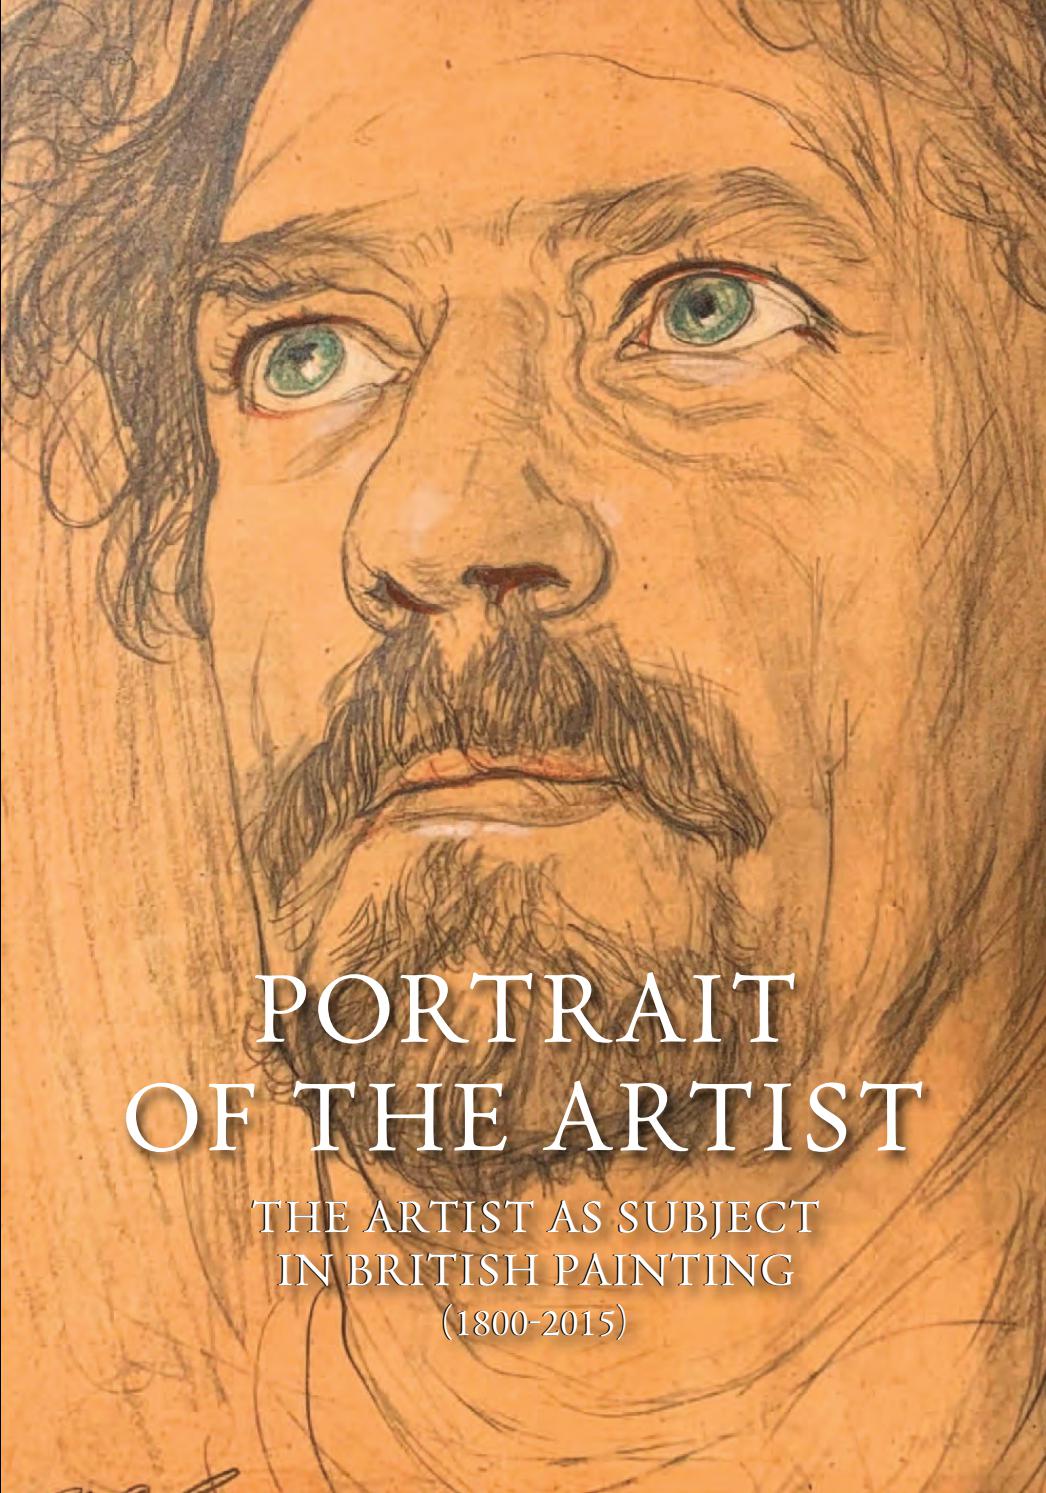 PORTRAIT
OF THE ARTIST
THE ARTIST AS SUBJECT
IN BRITISH PAINTING
(1800-2015)